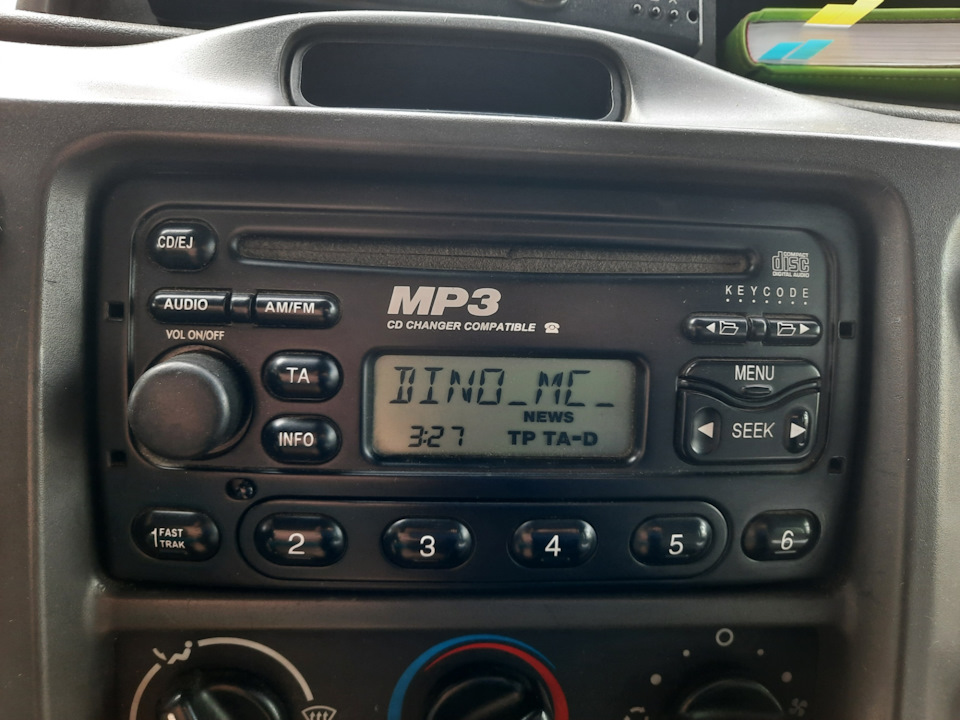 CD/EJ
COMPACT
disc
DIGITAL AUDIO
KEYCODE
AUDIO
AM/FM
MP3
CD CHANGER COMPATIBLE
VOL ON/OFF
TA
INFO
DINO_MC_
NEWS
3:27 TP TA-D
MENU
SEEK
1 FAST
TRAK
2
3
4
5
6